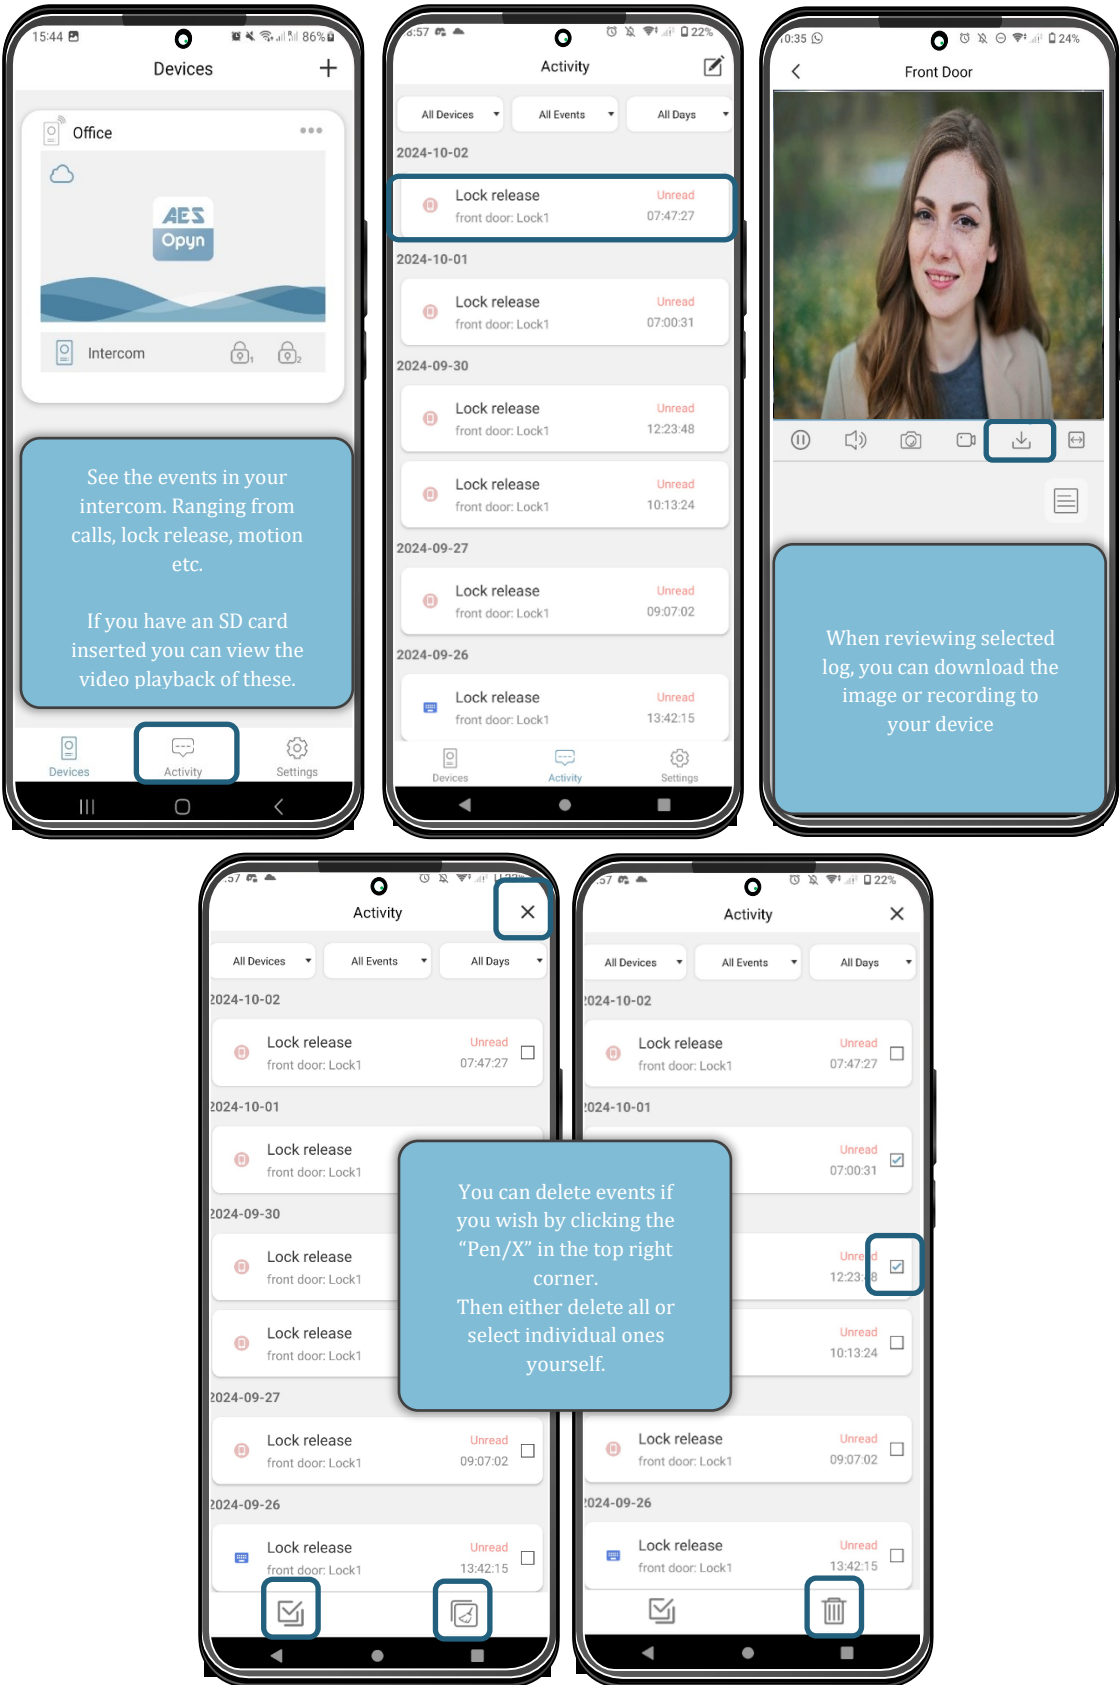 15:44
86%
Devices
Office
AES
Opyn
Intercom
1
2
See the events in your
intercom. Ranging from
calls, lock release, motion
etc.
If you have an SD card
inserted you can view the
video playback of these.
Devices Activity Settings
8:57
22%
Activity
All Devices All Events All Days
2024-10-02
Lock release Unread
front door: Lock1 07:47:27
2024-10-01
Lock release Unread
front door: Lock1 07:00:31
2024-09-30
Lock release Unread
front door: Lock1 12:23:48
Lock release Unread
front door: Lock1 10:13:24
2024-09-27
Lock release Unread
front door: Lock1 09:07:02
2024-09-26
Lock release Unread
front door: Lock1 13:42:15
Devices Activity Settings
0:35
24%
Front Door
When reviewing selected
log, you can download the
image or recording to
your device
:57
22%
Activity
All Devices All Events All Days
2024-10-02
Lock release Unread
front door: Lock1 07:47:27
2024-10-01
Lock release
front door: Lock1
2024-09-30
Lock release
front door: Lock1
Lock release
front door: Lock1
2024-09-27
Lock release Unread
front door: Lock1 09:07:02
2024-09-26
Lock release Unread
front door: Lock1 13:42:15
You can delete events if
you wish by clicking the
“Pen/X” in the top right
corner.
Then either delete all or
select individual ones
yourself.
:57
22%
Activity
All Devices All Events All Days
2024-10-02
Lock release Unread
front door: Lock1 07:47:27
2024-10-01
Unread
07:00:31
Unread
12:23:48
Unread
10:13:24
Lock release Unread
front door: Lock1 09:07:02
2024-09-26
Lock release Unread
front door: Lock1 13:42:15